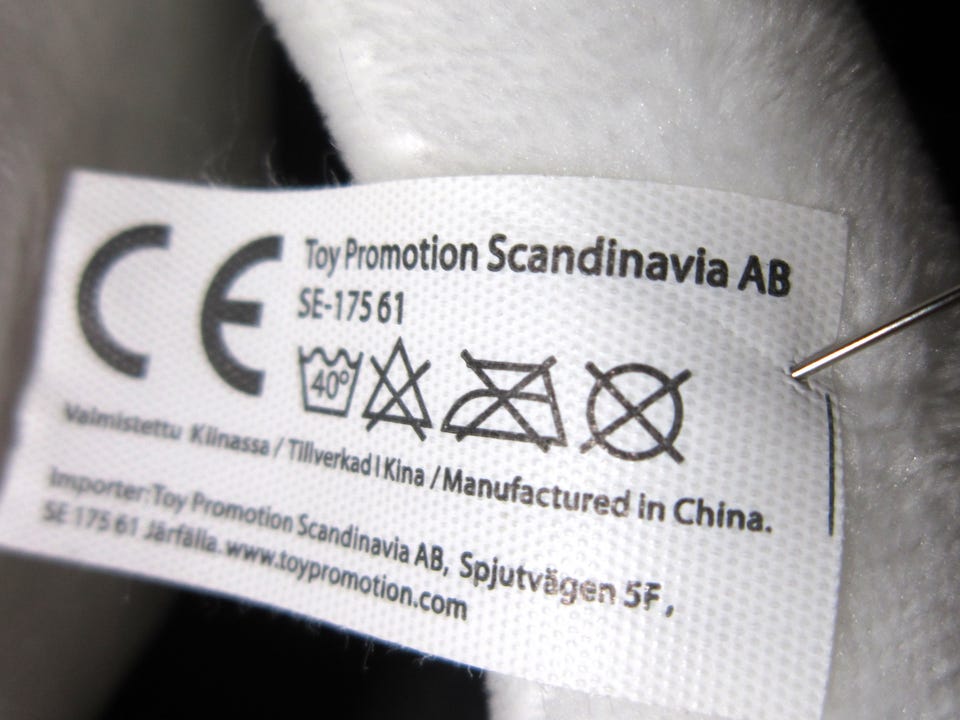 CE
Toy Promotion Scandinavia AB
SE-175 61
40º
Valmistettu Kiinassa / Tillverkad I Kina / Manufactured in China.
Importer:Toy Promotion Scandinavia AB, Spjutvägen 5F,
SE 175 61 Järfälla. www.toypromotion.com